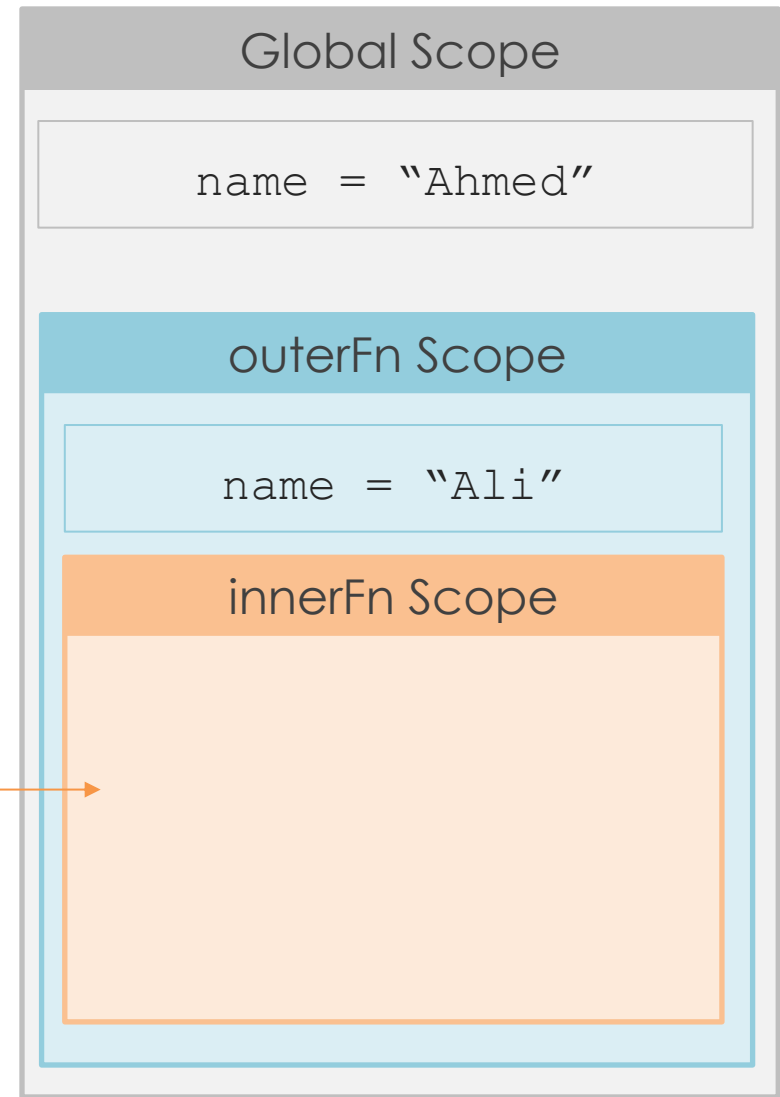 Global Scope
name = “Ahmed”
outerFn Scope
name = “Ali”
innerFn Scope